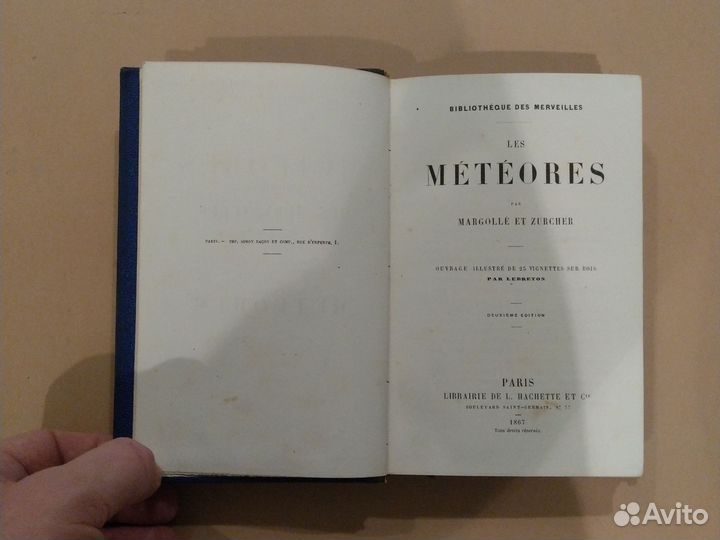 PARIS. — IMP. SIMON RAÇON ET COMP., RUE D'ERFURTH, 1.
BIBLIOTHÈQUE DES MERVEILLES
LES
MÉTÉORES
PAR
MARGOLLÉ ET ZURCHER
OUVRAGE ILLUSTRÉ DE 25 VIGNETTES SUR BOIS
PAR LEBRETON
DEUXIÈME ÉDITION
PARIS
LIBRAIRIE DE L. HACHETTE ET Cie
BOULEVARD SAINT-GERMAIN, N° 77
1867
Tous droits réservés.
Avito